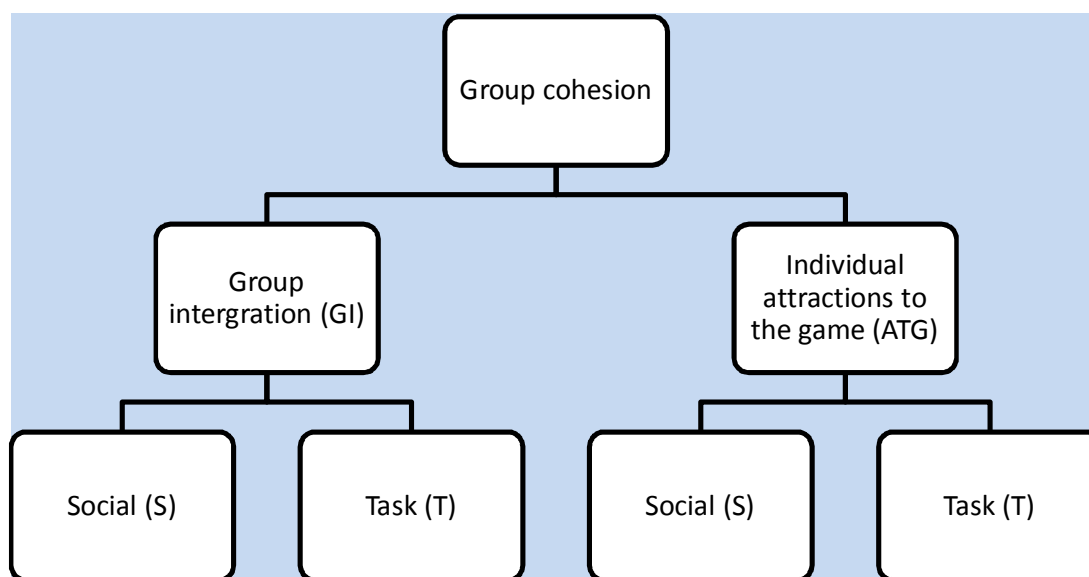 Group cohesion
Group
intergration (GI)
Individual
attractions to
the game (ATG)
Social (S)
Task (T)
Social (S)
Task (T)